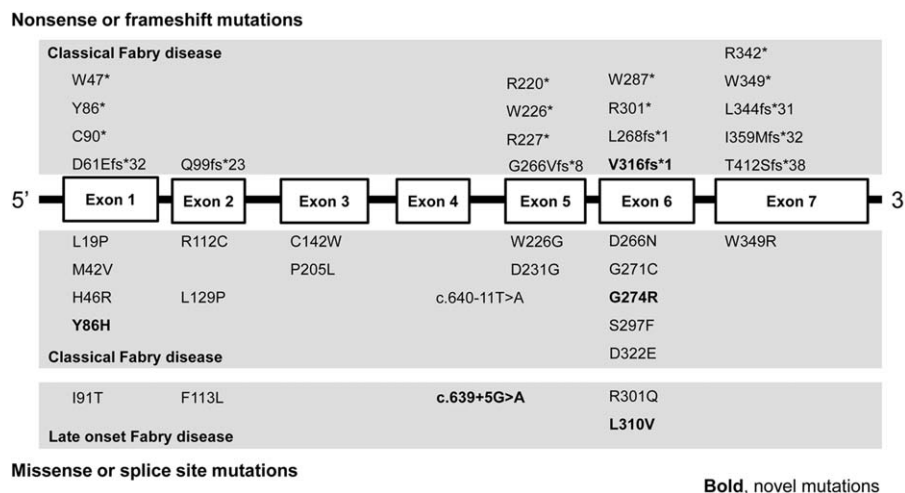 Nonsense or frameshift mutations
Classical Fabry disease R342*
W47* R220* W287* W349*
Y86* W226* R301* L344fs*31
C90* R227* L268fs*1 I359Mfs*32
D61Efs*32 Q99fs*23 G266Vfs*8 V316fs*1 T412Sfs*38
5’ Exon 1 Exon 2 Exon 3 Exon 4 Exon 5 Exon 6 Exon 7 3
L19P R112C C142W W226G D266N W349R
M42V P205L D231G G271C
H46R L129P c.640-11T>A G274R
Y86H S297F
Classical Fabry disease D322E
I91T F113L c.639+5G>A R301Q
L310V
Late onset Fabry disease
Missense or splice site mutations
Bold, novel mutations